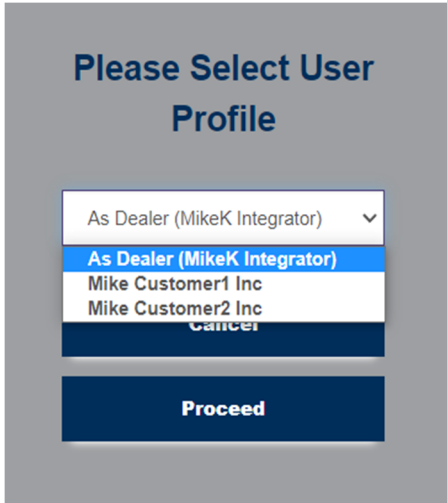 Please Select User
Profile
As Dealer (MikeK Integrator)
As Dealer (MikeK Integrator)
Mike Customer1 Inc
Mike Customer2 Inc
Cancel
Proceed